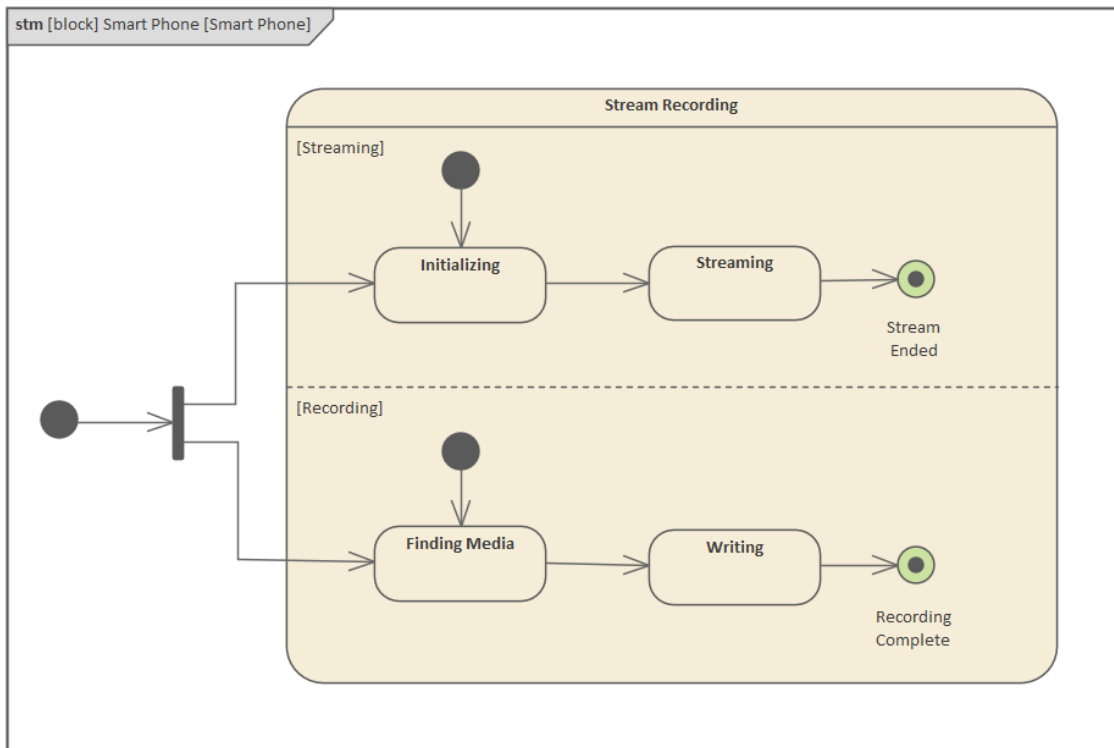 stm [block] Smart Phone [Smart Phone]
Stream Recording
[Streaming]
Initializing
Streaming
Stream
Ended
[Recording]
Finding Media
Writing
Recording
Complete